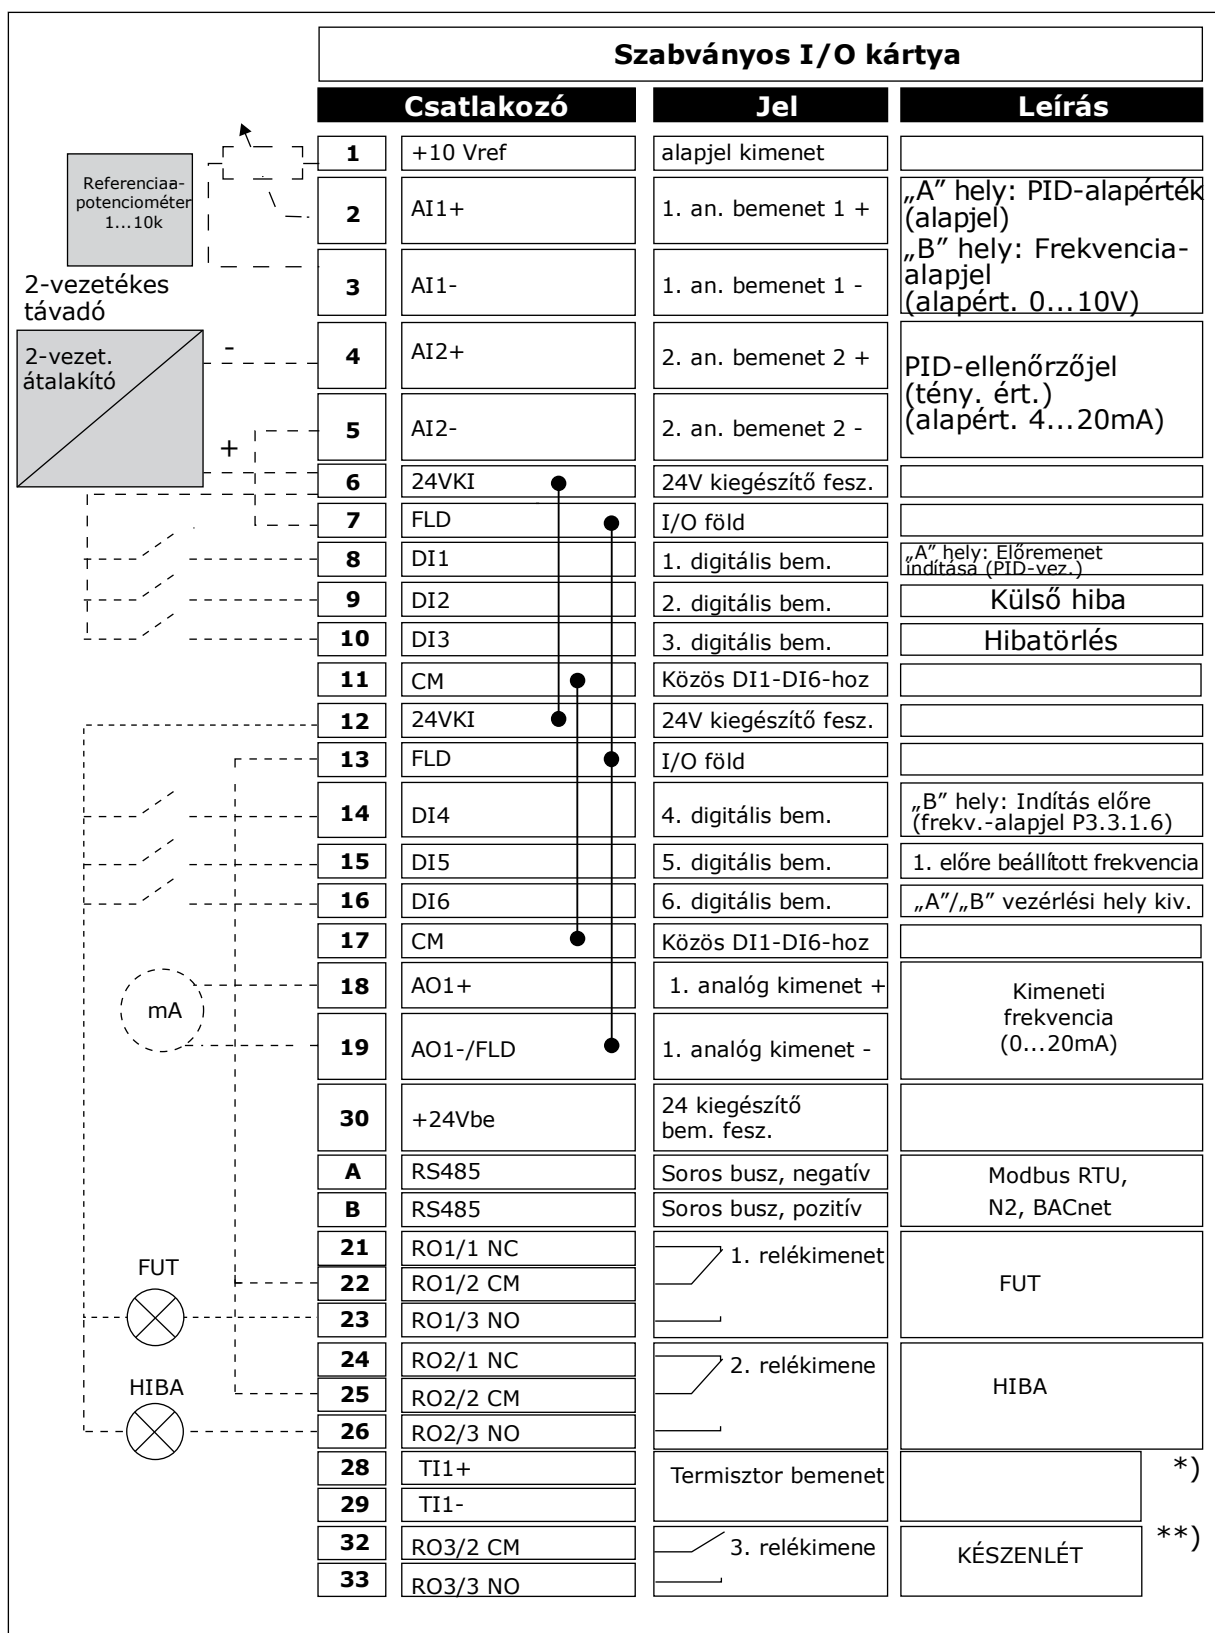 Szabványos I/O kártya
Csatlakozó Jel Leírás
Referenciaa-
potenciométer
1...10k
1 +10 Vref alapjel kimenet
2 AI1+ 1. an. bemenet 1 +
3 AI1- 1. an. bemenet 1 -
„A” hely: PID-alapérték
(alapjel)
„B” hely: Frekvencia-
alapjel
(alapért. 0...10V)
2-vezetékes
távadó
2-vezet.
átalakító
-
+
4 AI2+ 2. an. bemenet 2 +
5 AI2- 2. an. bemenet 2 -
PID-ellenőrzőjel
(tény. ért.)
(alapért. 4...20mA)
6 24VKI 24V kiegészítő fesz.
7 FLD I/O föld
8 DI1 1. digitális bem.
„A” hely: Előremenet
indítása (PID-vez.)
9 DI2 2. digitális bem. Külső hiba
10 DI3 3. digitális bem. Hibatörlés
11 CM Közös DI1-DI6-hoz
12 24VKI 24V kiegészítő fesz.
13 FLD I/O föld
14 DI4 4. digitális bem.
„B” hely: Indítás előre
(frekv.-alapjel P3.3.1.6)
15 DI5 5. digitális bem. 1. előre beállított frekvencia
16 DI6 6. digitális bem. „A”/„B” vezérlési hely kiv.
17 CM Közös DI1-DI6-hoz
mA
18 AO1+ 1. analóg kimenet +
19 AO1-/FLD 1. analóg kimenet -
Kimeneti
frekvencia
(0...20mA)
30 +24Vbe 24 kiegészítő
bem. fesz.
A RS485 Soros busz, negatív
B RS485 Soros busz, pozitív
Modbus RTU,
N2, BACnet
FUT
21 RO1/1 NC 1. relékimenet
22 RO1/2 CM FUT
23 RO1/3 NO
HIBA
24 RO2/1 NC 2. relékimene
25 RO2/2 CM HIBA
26 RO2/3 NO
28 TI1+ Termisztor bemenet *)
29 TI1-
32 RO3/2 CM 3. relékimene KÉSZENLÉT **)
33 RO3/3 NO